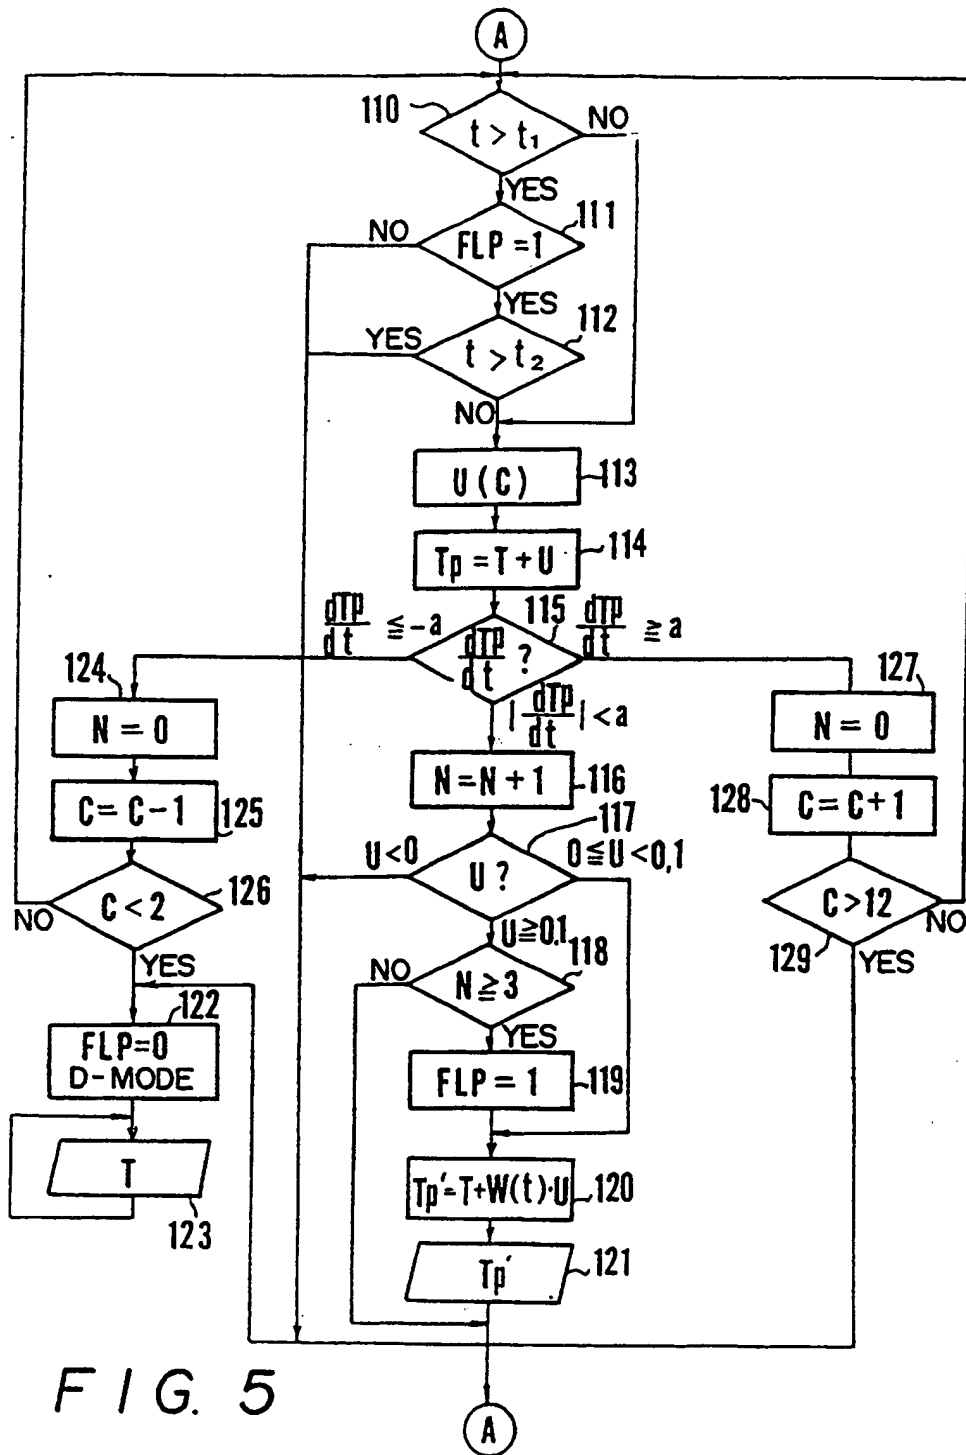 A
110
t > t₁
NO
YES
111
NO
FLP = 1
YES
112
YES
t > t₂
NO
U ( C )
113
Tp = T + U
114
dTp/dt ≦ -a
115
dTp/dt ≧ a
dTp/dt ?
124
127
N = 0
|dTp/dt| < a
N = 0
N = N + 1
116
C = C - 1
125
128
C = C + 1
117
U < 0
0 ≦ U < 0,1
U ?
126
C < 2
NO
U ≧ 0,1
C > 12
NO
129
YES
118
NO
N ≧ 3
YES
122
YES
FLP=0
D-MODE
FLP = 1
119
T
123
Tp' = T + W(t)·U
120
Tp'
121
FIG. 5
A